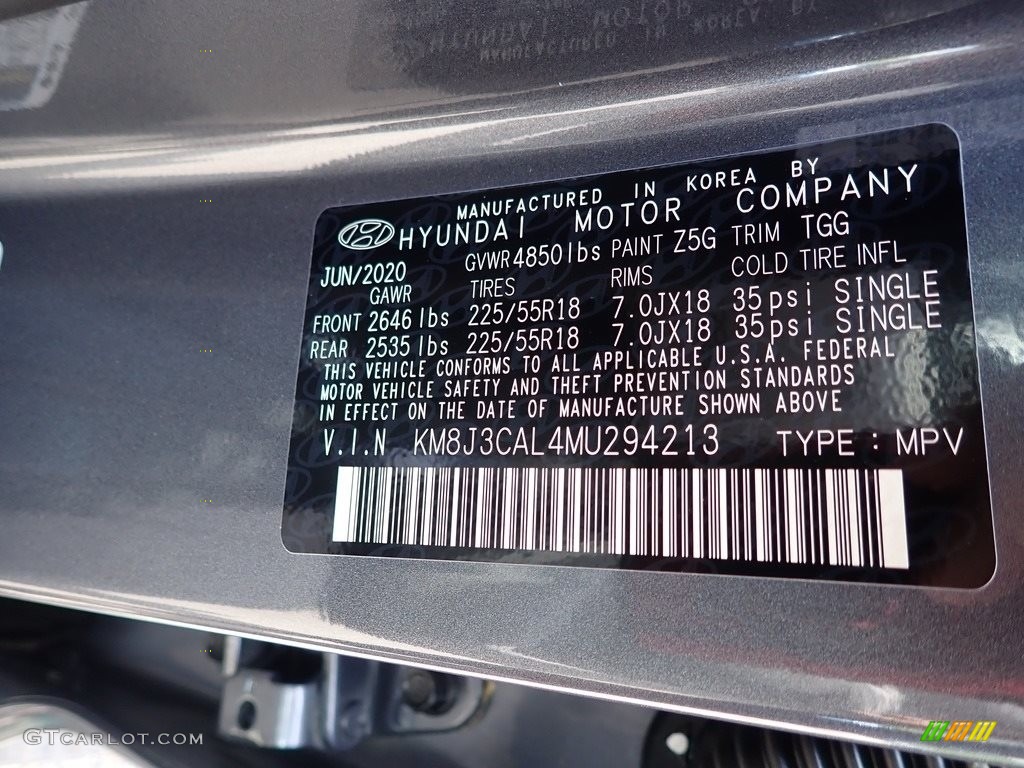 MANUFACTURED IN KOREA BY
HYUNDAI MOTOR COMPANY
JUN/2020 GVWR 4850lbs PAINT Z5G TRIM TGG
GAWR TIRES RIMS COLD TIRE INFL
FRONT 2646lbs 225/55R18 7.0JX18 35psi SINGLE
REAR 2535lbs 225/55R18 7.0JX18 35psi SINGLE
THIS VEHICLE CONFORMS TO ALL APPLICABLE U.S.A. FEDERAL
MOTOR VEHICLE SAFETY AND THEFT PREVENTION STANDARDS
IN EFFECT ON THE DATE OF MANUFACTURE SHOWN ABOVE
V.I.N KM8J3CAL4MU294213 TYPE : MPV
GTCARLOT.COM